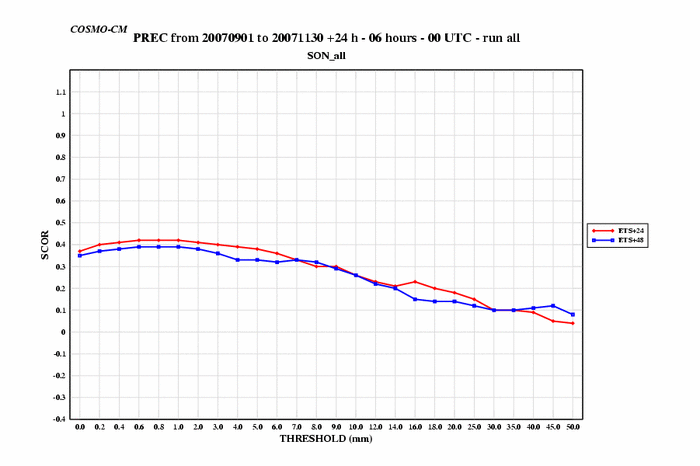 COSMO-CM
PREC from 20070901 to 20071130 +24 h - 06 hours - 00 UTC - run all
SON_all
1.1
1
0.9
0.8
0.7
0.6
0.5
0.4
0.3
0.2
0.1
0
-0.1
-0.2
-0.3
-0.4
SCOR
ETS+24
ETS+48
0.0 0.2 0.4 0.6 0.8 1.0 2.0 3.0 4.0 5.0 6.0 7.0 8.0 9.0 10.0 12.0 14.0 16.0 18.0 20.0 25.0 30.0 35.0 40.0 45.0 50.0
THRESHOLD (mm)